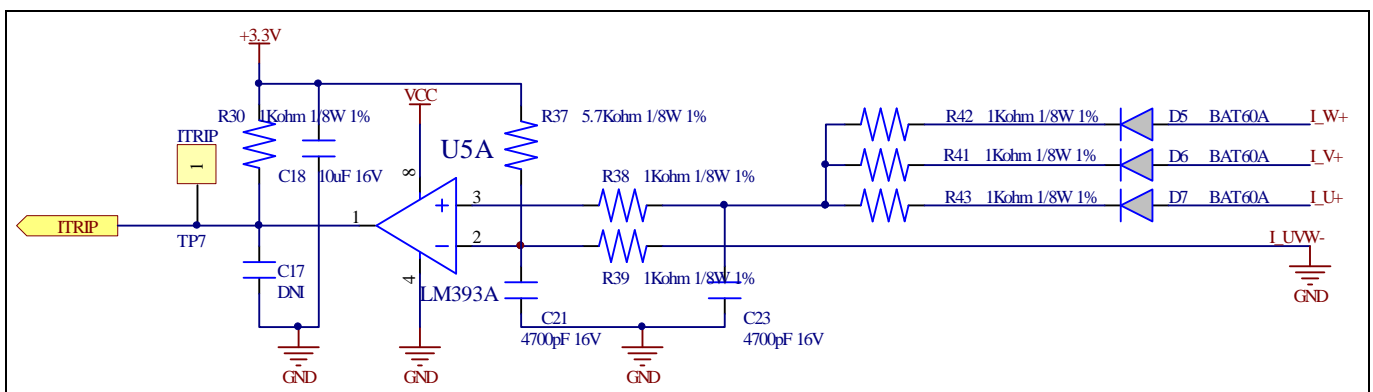 +3.3V
VCC
R30 1Kohm 1/8W 1%
R37 5.7Kohm 1/8W 1%
R42 1Kohm 1/8W 1% D5 BAT60A I_W+
ITRIP
1
U5A
R41 1Kohm 1/8W 1% D6 BAT60A I_V+
C18 10uF 16V
8
R38 1Kohm 1/8W 1%
R43 1Kohm 1/8W 1% D7 BAT60A I_U+
3
ITRIP
TP7
1
2
I_UVW-
C17
DNI
4
R39 1Kohm 1/8W 1%
LM393A
GND
C21
4700pF 16V
C23
4700pF 16V
GND
GND
GND